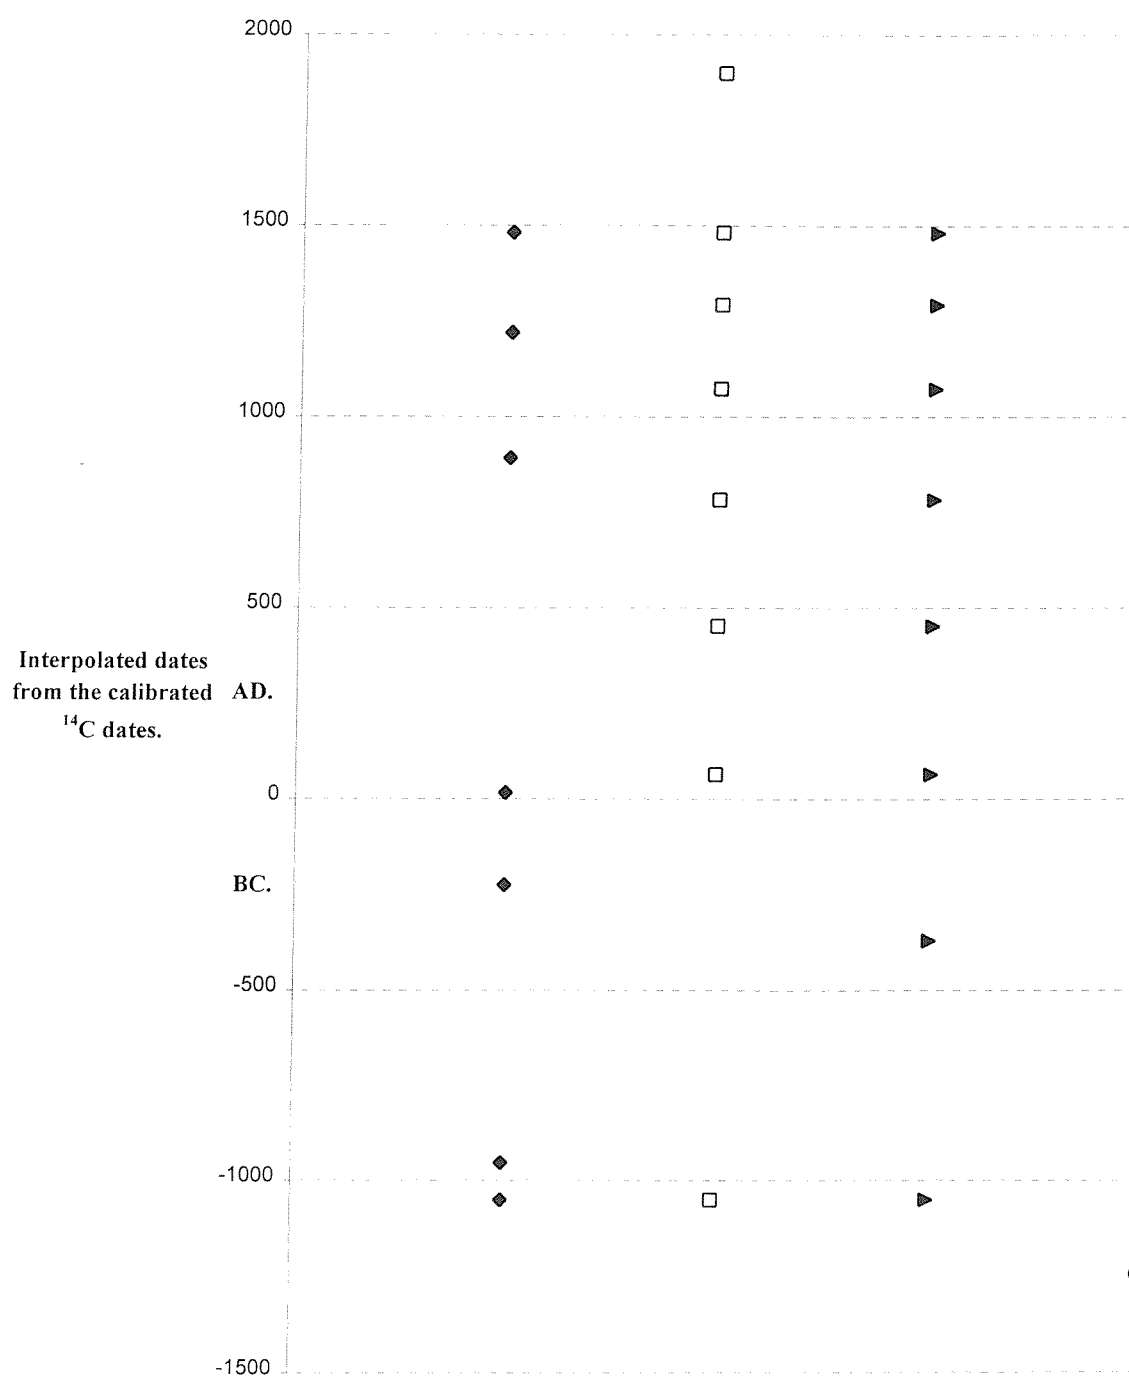 2000
1500
1000
500
Interpolated dates
from the calibrated AD.
¹⁴C dates.
0
BC.
-500
-1000
-1500